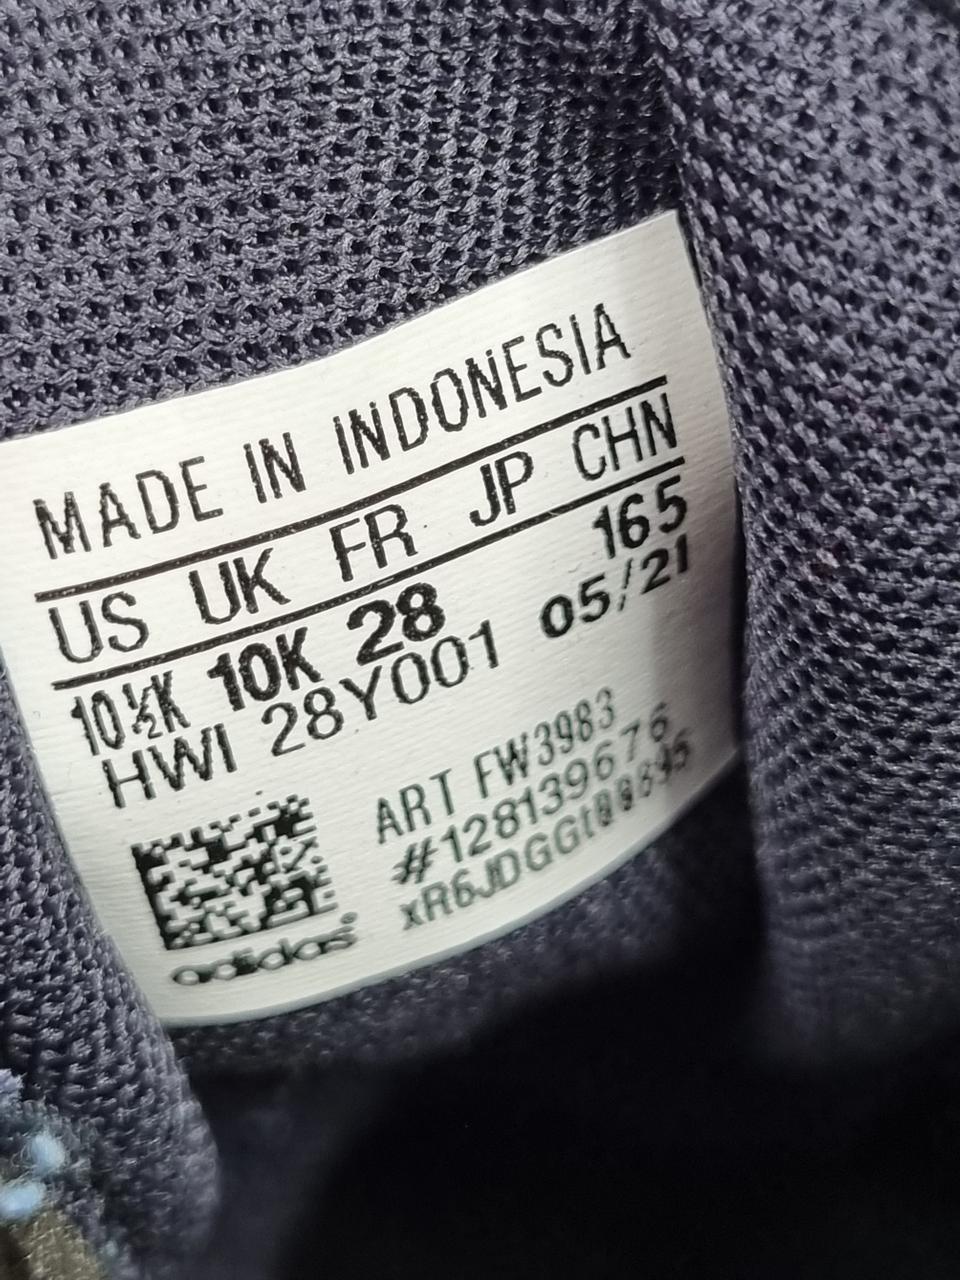 MADE IN INDONESIA
US UK FR JP CHN
10½K 10K 28 165
HWI 28Y001 05/21
ART FW3983
#128139676
adidas